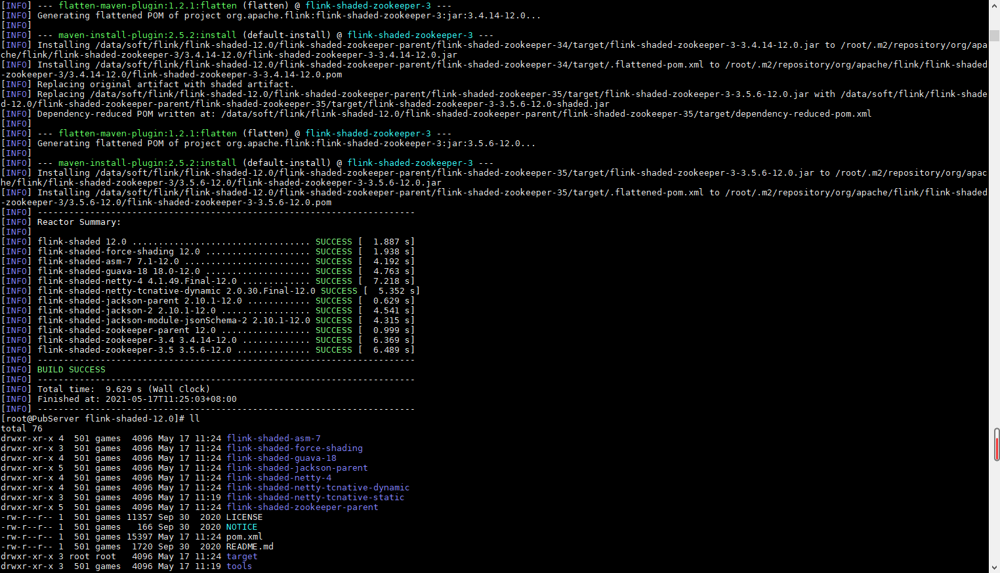 [INFO] --- flatten-maven-plugin:1.2.1:flatten (flatten) @ flink-shaded-zookeeper-3 ---
[INFO] Generating flattened POM of project org.apache.flink:flink-shaded-zookeeper-3:jar:3.4.14-12.0...
[INFO]
[INFO] --- maven-install-plugin:2.5.2:install (default-install) @ flink-shaded-zookeeper-3 ---
[INFO] Installing /data/soft/flink/flink-shaded-12.0/flink-shaded-zookeeper-parent/flink-shaded-zookeeper-34/target/flink-shaded-zookeeper-3-3.4.14-12.0.jar to /root/.m2/repository/org/apa
che/flink/flink-shaded-zookeeper-3/3.4.14-12.0/flink-shaded-zookeeper-3-3.4.14-12.0.jar
[INFO] Installing /data/soft/flink/flink-shaded-12.0/flink-shaded-zookeeper-parent/flink-shaded-zookeeper-34/target/.flattened-pom.xml to /root/.m2/repository/org/apache/flink/flink-shaded
-zookeeper-3/3.4.14-12.0/flink-shaded-zookeeper-3-3.4.14-12.0.pom
[INFO] Replacing original artifact with shaded artifact.
[INFO] Replacing /data/soft/flink/flink-shaded-12.0/flink-shaded-zookeeper-parent/flink-shaded-zookeeper-35/target/flink-shaded-zookeeper-3-3.5.6-12.0.jar with /data/soft/flink/flink-shade
d-12.0/flink-shaded-zookeeper-parent/flink-shaded-zookeeper-35/target/flink-shaded-zookeeper-3-3.5.6-12.0-shaded.jar
[INFO] Dependency-reduced POM written at: /data/soft/flink/flink-shaded-12.0/flink-shaded-zookeeper-parent/flink-shaded-zookeeper-35/target/dependency-reduced-pom.xml
[INFO]
[INFO] --- flatten-maven-plugin:1.2.1:flatten (flatten) @ flink-shaded-zookeeper-3 ---
[INFO] Generating flattened POM of project org.apache.flink:flink-shaded-zookeeper-3:jar:3.5.6-12.0...
[INFO]
[INFO] --- maven-install-plugin:2.5.2:install (default-install) @ flink-shaded-zookeeper-3 ---
[INFO] Installing /data/soft/flink/flink-shaded-12.0/flink-shaded-zookeeper-parent/flink-shaded-zookeeper-35/target/flink-shaded-zookeeper-3-3.5.6-12.0.jar to /root/.m2/repository/org/apac
he/flink/flink-shaded-zookeeper-3/3.5.6-12.0/flink-shaded-zookeeper-3-3.5.6-12.0.jar
[INFO] Installing /data/soft/flink/flink-shaded-12.0/flink-shaded-zookeeper-parent/flink-shaded-zookeeper-35/target/.flattened-pom.xml to /root/.m2/repository/org/apache/flink/flink-shaded
-zookeeper-3/3.5.6-12.0/flink-shaded-zookeeper-3-3.5.6-12.0.pom
[INFO] ------------------------------------------------------------------------
[INFO] Reactor Summary:
[INFO]
[INFO] flink-shaded 12.0 .................................. SUCCESS [  1.887 s]
[INFO] flink-shaded-force-shading 12.0 .................... SUCCESS [  1.938 s]
[INFO] flink-shaded-asm-7 7.1-12.0 ........................ SUCCESS [  4.192 s]
[INFO] flink-shaded-guava-18 18.0-12.0 .................... SUCCESS [  4.763 s]
[INFO] flink-shaded-netty-4 4.1.49.Final-12.0 ............. SUCCESS [  7.218 s]
[INFO] flink-shaded-netty-tcnative-dynamic 2.0.30.Final-12.0 SUCCESS [  5.352 s]
[INFO] flink-shaded-jackson-parent 2.10.1-12.0 ............ SUCCESS [  0.629 s]
[INFO] flink-shaded-jackson-2 2.10.1-12.0 ................. SUCCESS [  4.541 s]
[INFO] flink-shaded-jackson-module-jsonSchema-2 2.10.1-12.0 SUCCESS [  4.315 s]
[INFO] flink-shaded-zookeeper-parent 12.0 ................. SUCCESS [  0.999 s]
[INFO] flink-shaded-zookeeper-3.4 3.4.14-12.0 ............. SUCCESS [  6.369 s]
[INFO] flink-shaded-zookeeper-3.5 3.5.6-12.0 .............. SUCCESS [  6.489 s]
[INFO] ------------------------------------------------------------------------
[INFO] BUILD SUCCESS
[INFO] ------------------------------------------------------------------------
[INFO] Total time:  9.629 s (Wall Clock)
[INFO] Finished at: 2021-05-17T11:25:03+08:00
[INFO] ------------------------------------------------------------------------
[root@PubServer flink-shaded-12.0]# ll
total 76
drwxr-xr-x 4  501 games  4096 May 17 11:24 flink-shaded-asm-7
drwxr-xr-x 3  501 games  4096 May 17 11:24 flink-shaded-force-shading
drwxr-xr-x 4  501 games  4096 May 17 11:24 flink-shaded-guava-18
drwxr-xr-x 5  501 games  4096 May 17 11:24 flink-shaded-jackson-parent
drwxr-xr-x 4  501 games  4096 May 17 11:24 flink-shaded-netty-4
drwxr-xr-x 4  501 games  4096 May 17 11:24 flink-shaded-netty-tcnative-dynamic
drwxr-xr-x 3  501 games  4096 May 17 11:19 flink-shaded-netty-tcnative-static
drwxr-xr-x 5  501 games  4096 May 17 11:24 flink-shaded-zookeeper-parent
-rw-r--r-- 1  501 games 11357 Sep 30  2020 LICENSE
-rw-r--r-- 1  501 games   166 Sep 30  2020 NOTICE
-rw-r--r-- 1  501 games 15397 May 17 11:24 pom.xml
-rw-r--r-- 1  501 games  1720 Sep 30  2020 README.md
drwxr-xr-x 3 root root   4096 May 17 11:24 target
drwxr-xr-x 3  501 games  4096 May 17 11:19 tools